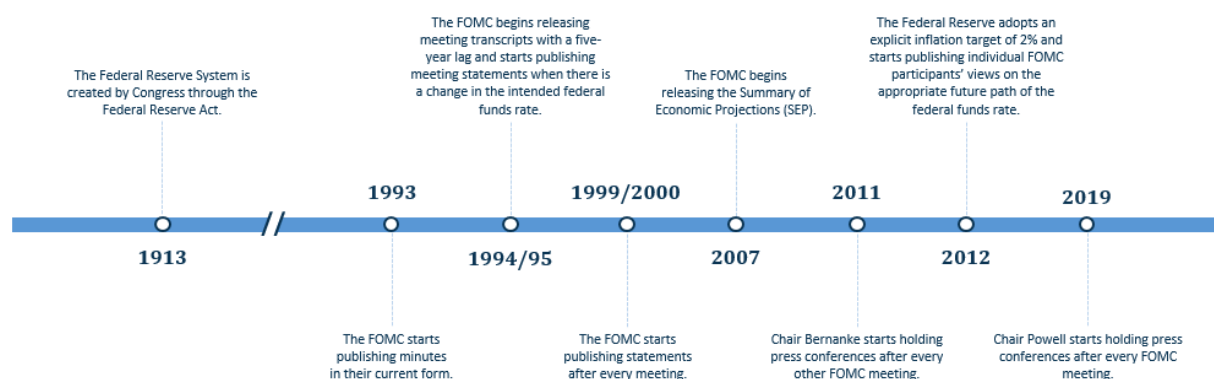 The Federal Reserve System is
created by Congress through the
Federal Reserve Act.
The FOMC begins releasing
meeting transcripts with a five-
year lag and starts publishing
meeting statements when there is
a change in the intended federal
funds rate.
The FOMC begins
releasing the Summary of
Economic Projections (SEP).
The Federal Reserve adopts an
explicit inflation target of 2% and
starts publishing individual FOMC
participants' views on the
appropriate future path of the
federal funds rate.
1993
1999/2000
2011
2019
1913
1994/95
2007
2012
The FOMC starts
publishing minutes
in their current form.
The FOMC starts
publishing statements
after every meeting.
Chair Bernanke starts holding
press conferences after every
other FOMC meeting.
Chair Powell starts holding press
conferences after every FOMC
meeting.